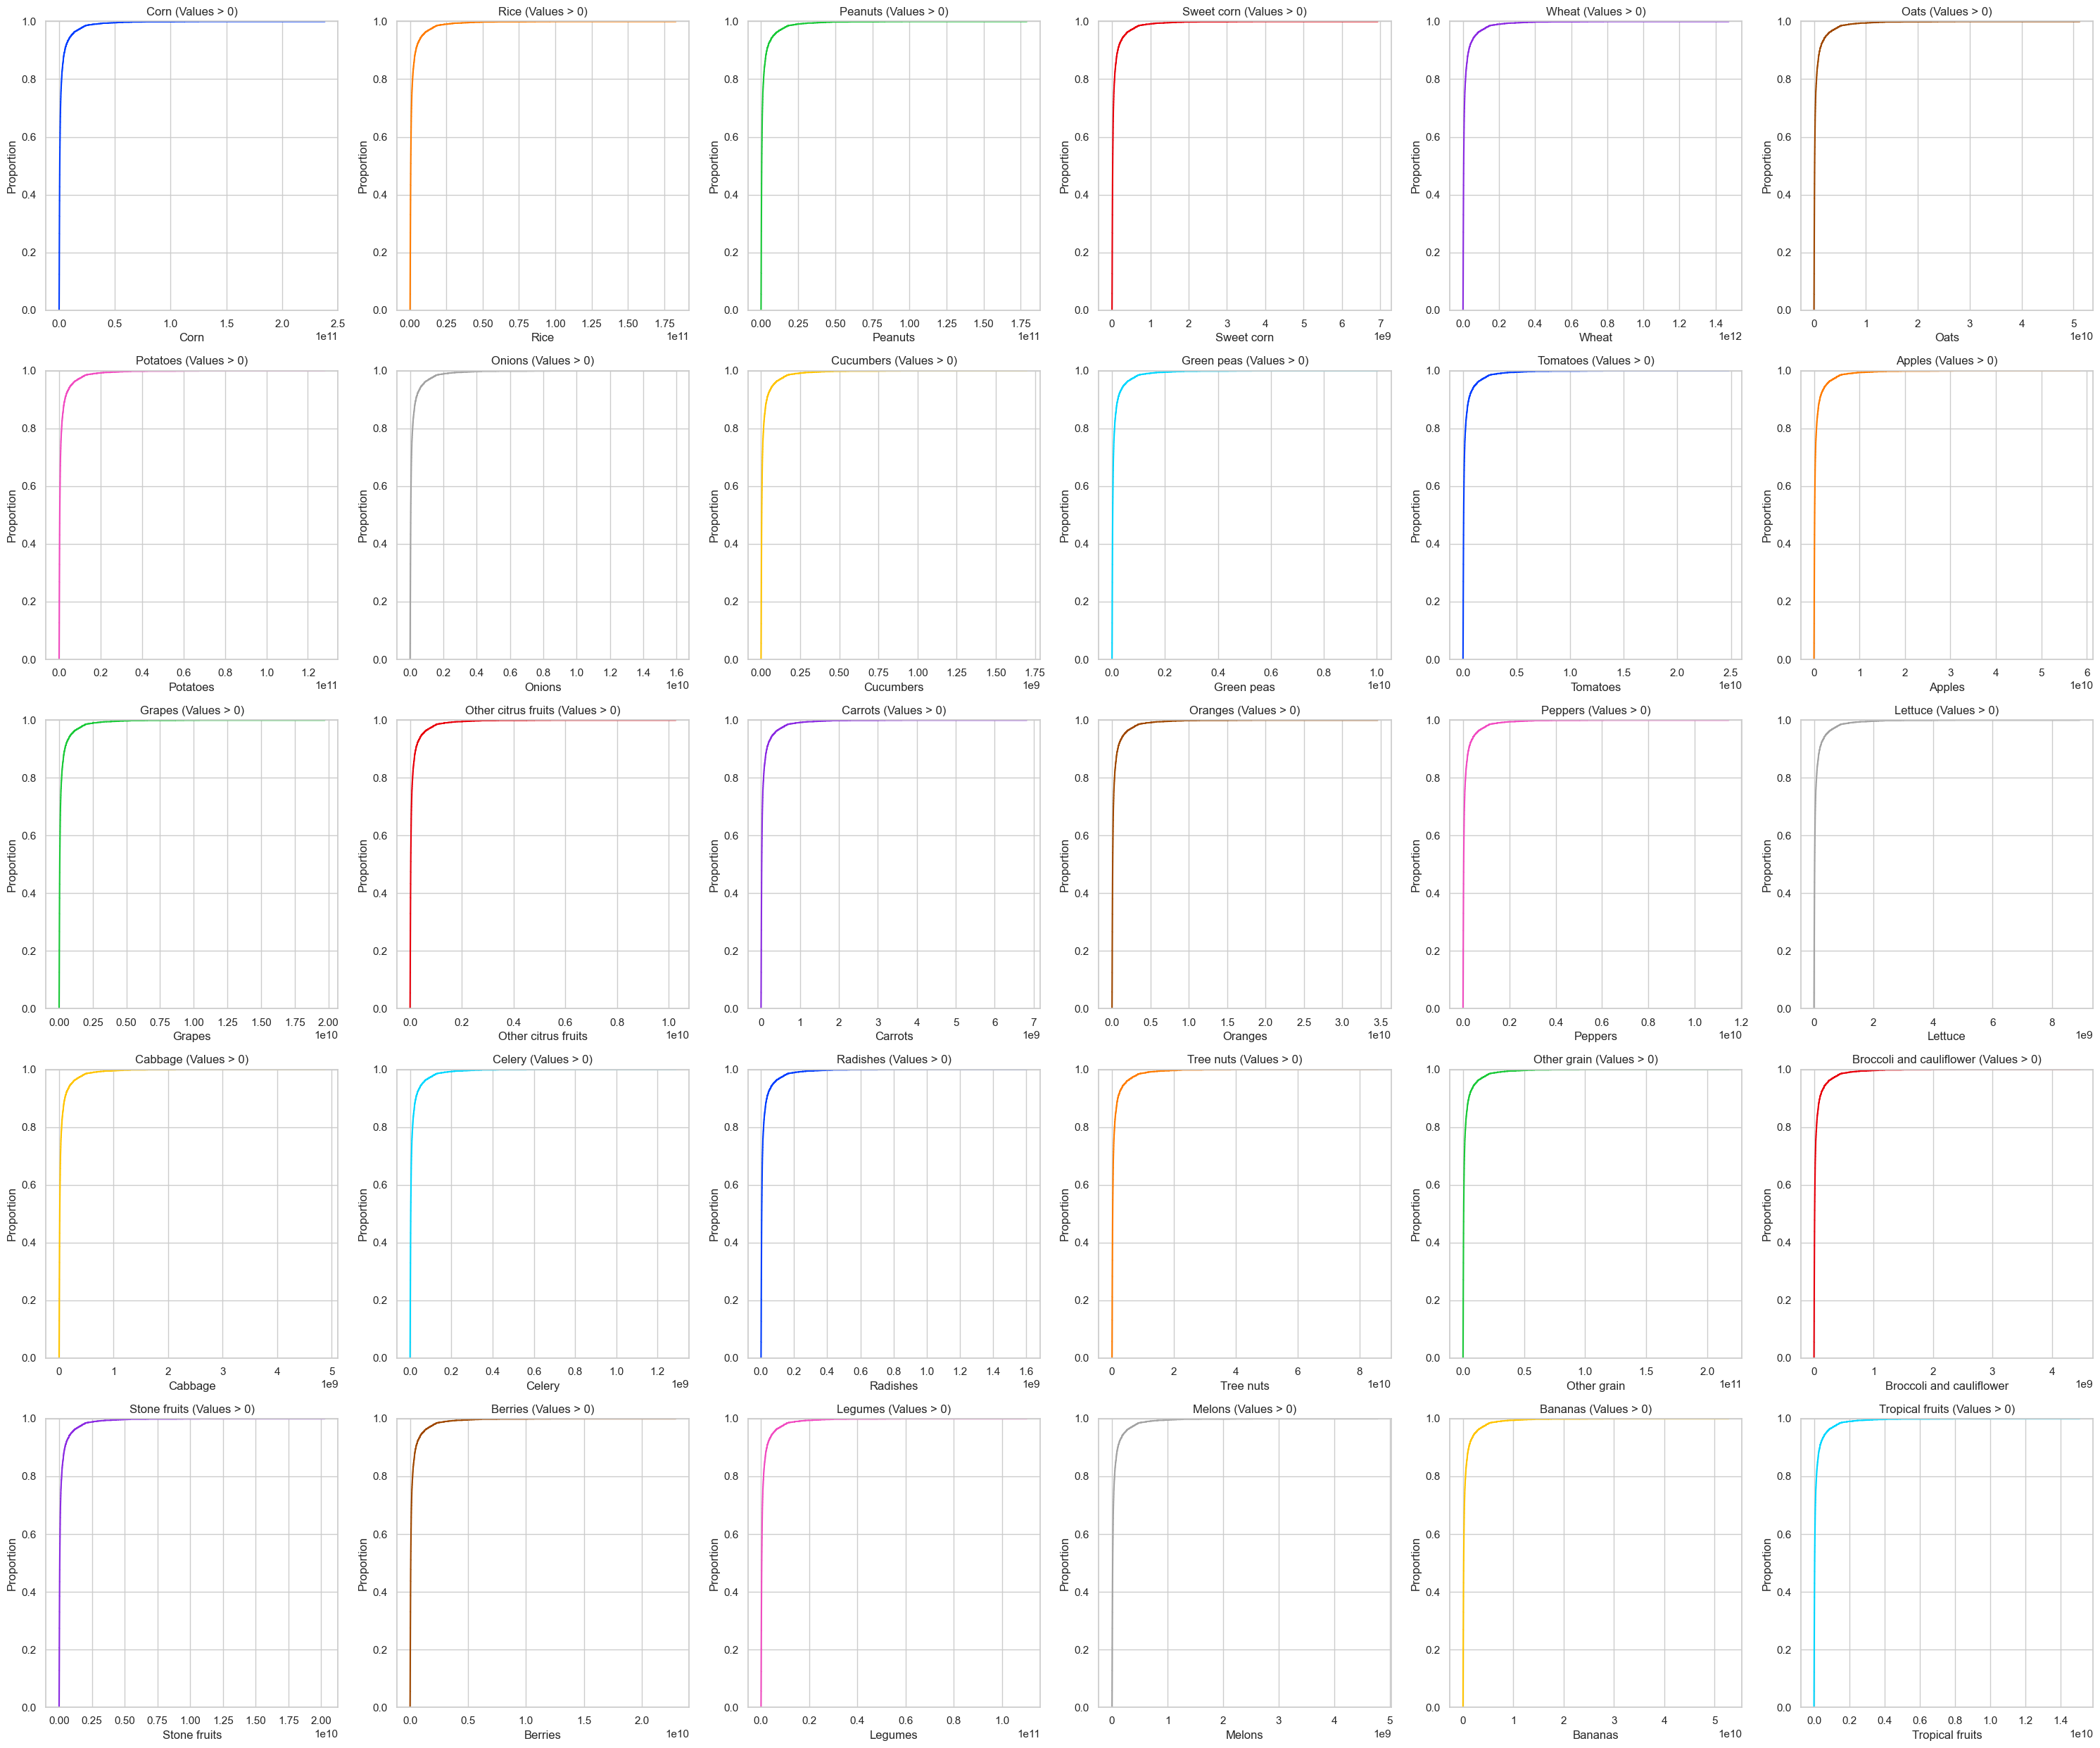 Corn (Values > 0) Rice (Values > 0) Peanuts (Values > 0) Sweet corn (Values > 0) Wheat (Values > 0) Oats (Values > 0)
1.0 1.0 1.0 1.0 1.0 1.0
0.8 0.8 0.8 0.8 0.8 0.8
0.6 0.6 0.6 0.6 0.6 0.6
Proportion Proportion Proportion Proportion Proportion Proportion
0.4 0.4 0.4 0.4 0.4 0.4
0.2 0.2 0.2 0.2 0.2 0.2
0.0 0.0 0.0 0.0 0.0 0.0
0.0 0.5 1.0 1.5 2.0 2.5 0.00 0.25 0.50 0.75 1.00 1.25 1.50 1.75 0.00 0.25 0.50 0.75 1.00 1.25 1.50 1.75 0 1 2 3 4 5 6 7 0.0 0.2 0.4 0.6 0.8 1.0 1.2 1.4 0 1 2 3 4 5
Corn 1e11 Rice 1e11 Peanuts 1e11 Sweet corn 1e9 Wheat 1e12 Oats 1e10
Potatoes (Values > 0) Onions (Values > 0) Cucumbers (Values > 0) Green peas (Values > 0) Tomatoes (Values > 0) Apples (Values > 0)
1.0 1.0 1.0 1.0 1.0 1.0
0.8 0.8 0.8 0.8 0.8 0.8
0.6 0.6 0.6 0.6 0.6 0.6
Proportion Proportion Proportion Proportion Proportion Proportion
0.4 0.4 0.4 0.4 0.4 0.4
0.2 0.2 0.2 0.2 0.2 0.2
0.0 0.0 0.0 0.0 0.0 0.0
0.0 0.2 0.4 0.6 0.8 1.0 1.2 0.0 0.2 0.4 0.6 0.8 1.0 1.2 1.4 1.6 0.00 0.25 0.50 0.75 1.00 1.25 1.50 1.75 0.0 0.2 0.4 0.6 0.8 1.0 0.0 0.5 1.0 1.5 2.0 2.5 0 1 2 3 4 5 6
Potatoes 1e11 Onions 1e10 Cucumbers 1e9 Green peas 1e10 Tomatoes 1e10 Apples 1e10
Grapes (Values > 0) Other citrus fruits (Values > 0) Carrots (Values > 0) Oranges (Values > 0) Peppers (Values > 0) Lettuce (Values > 0)
1.0 1.0 1.0 1.0 1.0 1.0
0.8 0.8 0.8 0.8 0.8 0.8
0.6 0.6 0.6 0.6 0.6 0.6
Proportion Proportion Proportion Proportion Proportion Proportion
0.4 0.4 0.4 0.4 0.4 0.4
0.2 0.2 0.2 0.2 0.2 0.2
0.0 0.0 0.0 0.0 0.0 0.0
0.00 0.25 0.50 0.75 1.00 1.25 1.50 1.75 2.00 0.0 0.2 0.4 0.6 0.8 1.0 0 1 2 3 4 5 6 7 0.0 0.5 1.0 1.5 2.0 2.5 3.0 3.5 0.0 0.2 0.4 0.6 0.8 1.0 1.2 0 2 4 6 8
Grapes 1e10 Other citrus fruits 1e10 Carrots 1e9 Oranges 1e10 Peppers 1e10 Lettuce 1e9
Cabbage (Values > 0) Celery (Values > 0) Radishes (Values > 0) Tree nuts (Values > 0) Other grain (Values > 0) Broccoli and cauliflower (Values > 0)
1.0 1.0 1.0 1.0 1.0 1.0
0.8 0.8 0.8 0.8 0.8 0.8
0.6 0.6 0.6 0.6 0.6 0.6
Proportion Proportion Proportion Proportion Proportion Proportion
0.4 0.4 0.4 0.4 0.4 0.4
0.2 0.2 0.2 0.2 0.2 0.2
0.0 0.0 0.0 0.0 0.0 0.0
0 1 2 3 4 5 0.0 0.2 0.4 0.6 0.8 1.0 1.2 0.0 0.2 0.4 0.6 0.8 1.0 1.2 1.4 1.6 0 2 4 6 8 0.0 0.5 1.0 1.5 2.0 0 1 2 3 4
Cabbage 1e9 Celery 1e9 Radishes 1e9 Tree nuts 1e10 Other grain 1e11 Broccoli and cauliflower 1e9
Stone fruits (Values > 0) Berries (Values > 0) Legumes (Values > 0) Melons (Values > 0) Bananas (Values > 0) Tropical fruits (Values > 0)
1.0 1.0 1.0 1.0 1.0 1.0
0.8 0.8 0.8 0.8 0.8 0.8
0.6 0.6 0.6 0.6 0.6 0.6
Proportion Proportion Proportion Proportion Proportion Proportion
0.4 0.4 0.4 0.4 0.4 0.4
0.2 0.2 0.2 0.2 0.2 0.2
0.0 0.0 0.0 0.0 0.0 0.0
0.00 0.25 0.50 0.75 1.00 1.25 1.50 1.75 2.00 0.0 0.5 1.0 1.5 2.0 0.0 0.2 0.4 0.6 0.8 1.0 0 1 2 3 4 5 0 1 2 3 4 5 0.0 0.2 0.4 0.6 0.8 1.0 1.2 1.4
Stone fruits 1e10 Berries 1e10 Legumes 1e11 Melons 1e9 Bananas 1e10 Tropical fruits 1e10